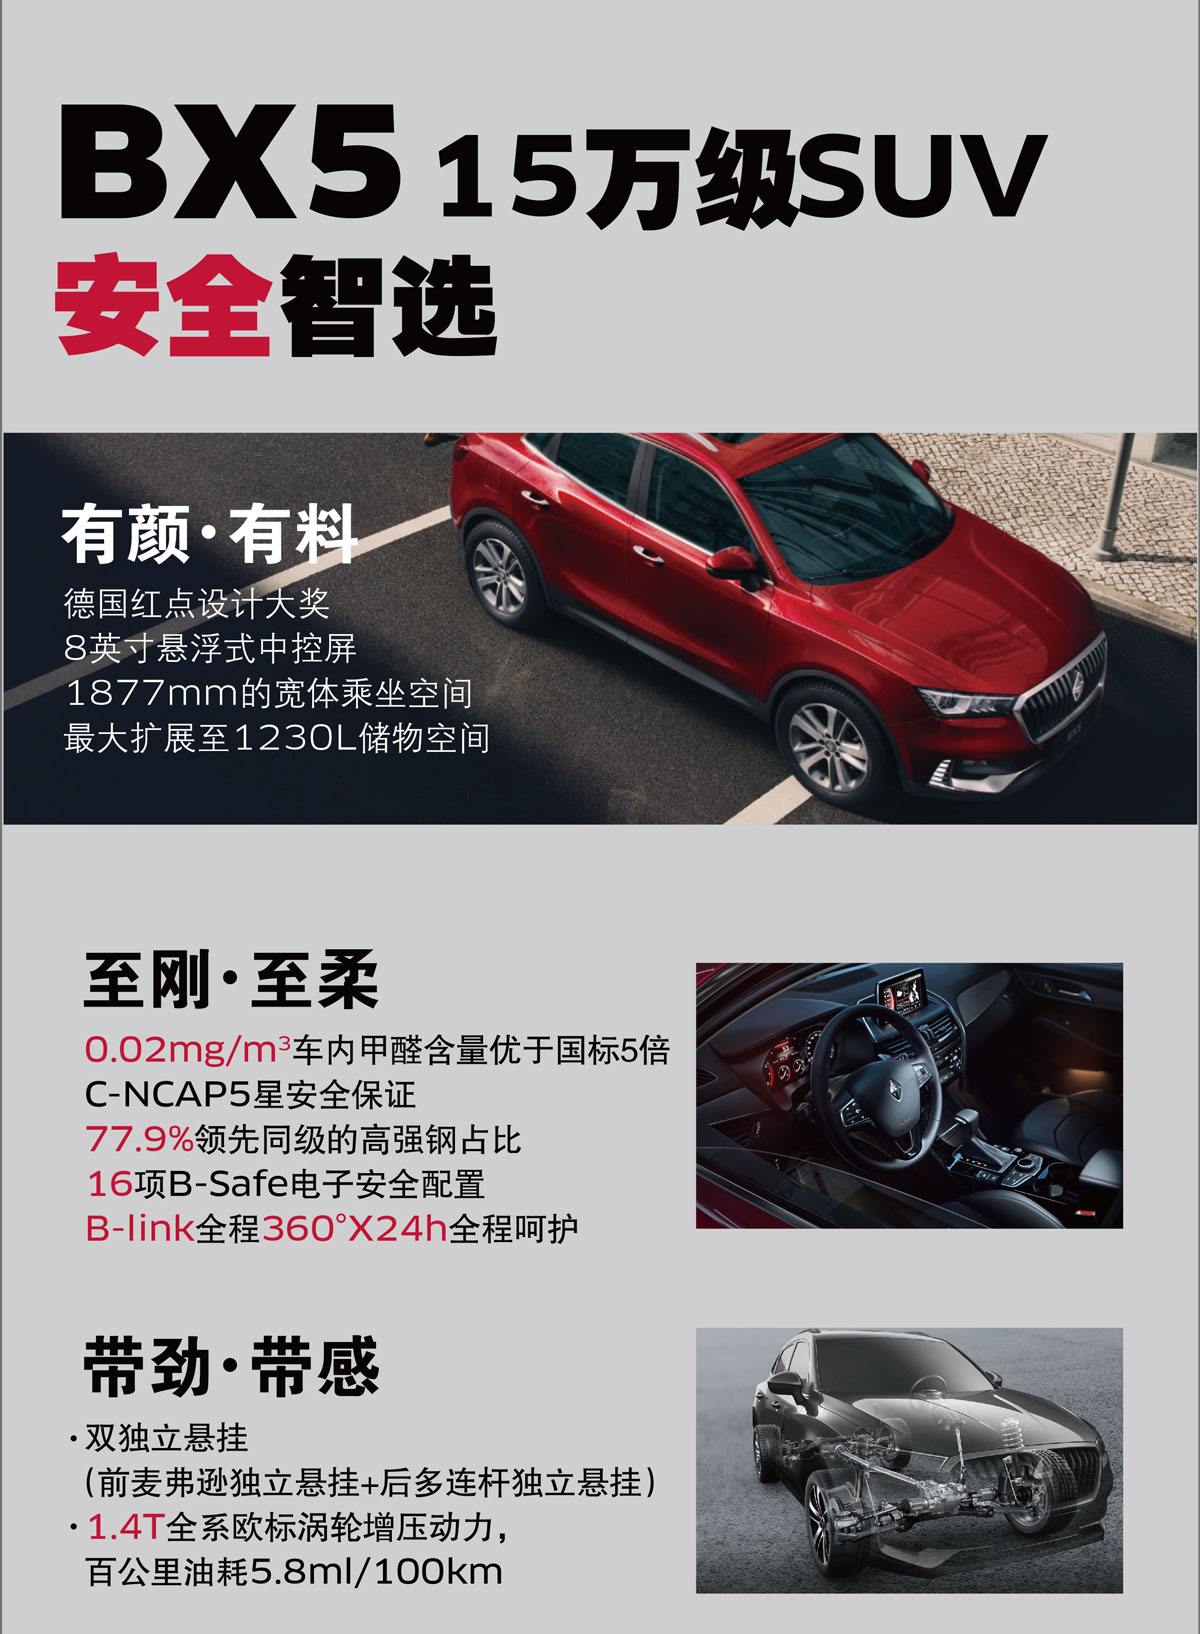 BX5 15万级SUV
安全智选
有颜·有料
德国红点设计大奖
8英寸悬浮式中控屏
1877mm的宽体乘坐空间
最大扩展至1230L储物空间
BX5
至刚·至柔
0.02mg/m³车内甲醛含量优于国标5倍
C-NCAP5星安全保证
77.9%领先同级的高强钢占比
16项B-Safe电子安全配置
B-link全程360°X24h全程呵护
带劲·带感
·双独立悬挂
(前麦弗逊独立悬挂+后多连杆独立悬挂)
·1.4T全系欧标涡轮增压动力，
百公里油耗5.8ml/100km